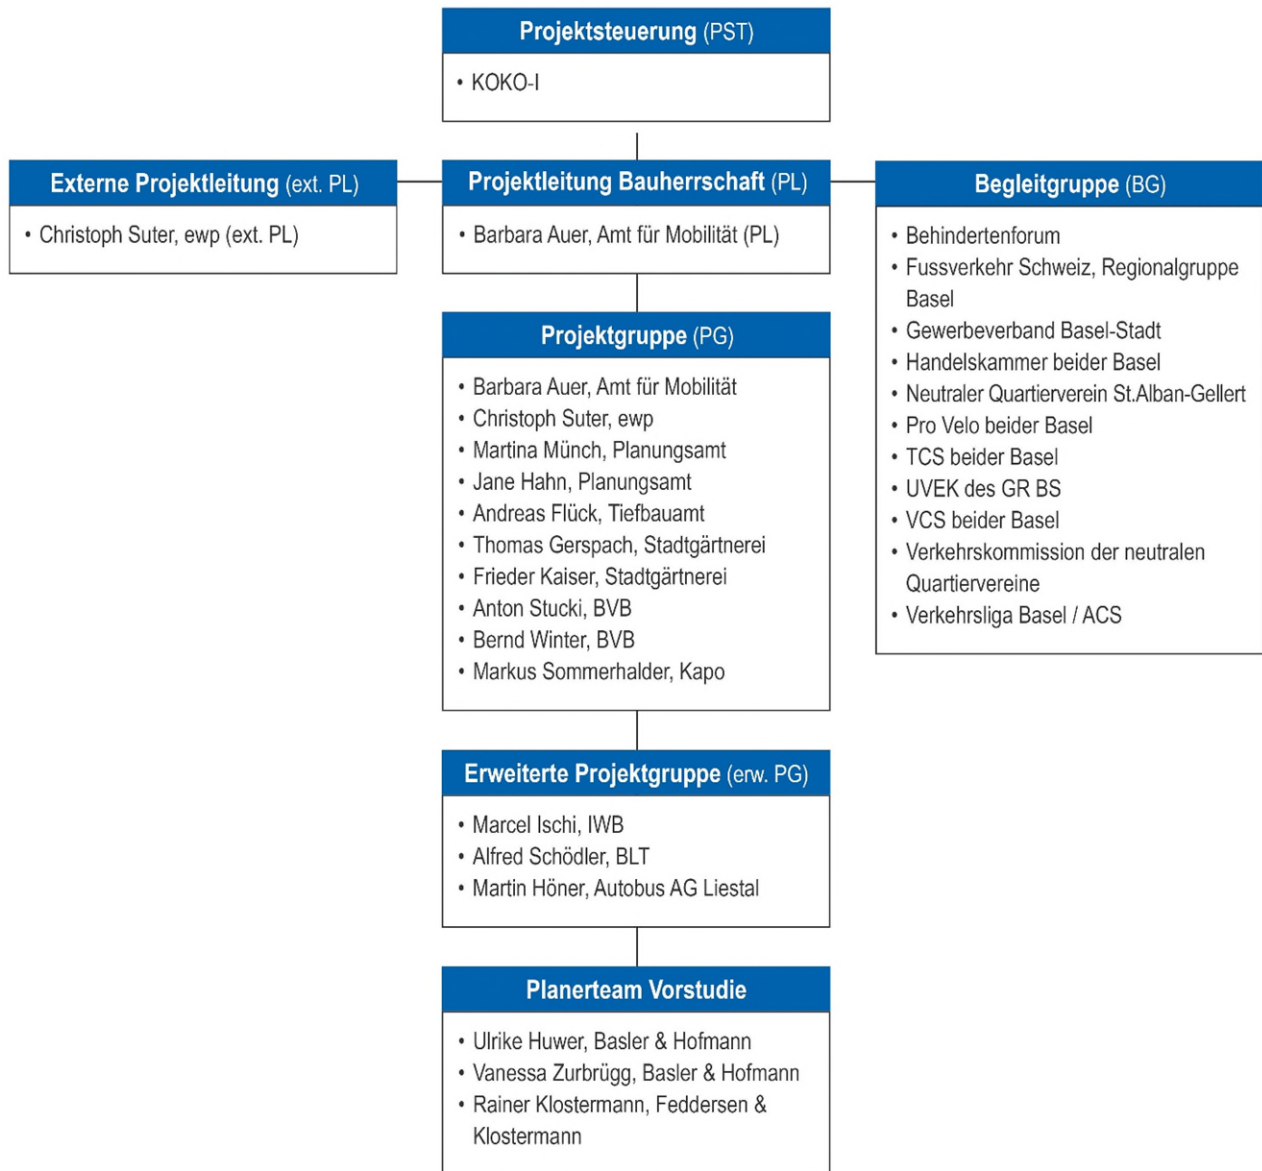 Projektsteuerung (PST)
• KOKO-I
Externe Projektleitung (ext. PL)
• Christoph Suter, ewp (ext. PL)
Projektleitung Bauherrschaft (PL)
• Barbara Auer, Amt für Mobilität (PL)
Begleitgruppe (BG)
• Behindertenforum
• Fussverkehr Schweiz, Regionalgruppe
Basel
• Gewerbeverband Basel-Stadt
• Handelskammer beider Basel
• Neutraler Quartierverein St.Alban-Gellert
• Pro Velo beider Basel
• TCS beider Basel
• UVEK des GR BS
• VCS beider Basel
• Verkehrskommission der neutralen
Quartiervereine
• Verkehrsliga Basel / ACS
Projektgruppe (PG)
• Barbara Auer, Amt für Mobilität
• Christoph Suter, ewp
• Martina Münch, Planungsamt
• Jane Hahn, Planungsamt
• Andreas Flück, Tiefbauamt
• Thomas Gerspach, Stadtgärtnerei
• Frieder Kaiser, Stadtgärtnerei
• Anton Stucki, BVB
• Bernd Winter, BVB
• Markus Sommerhalder, Kapo
Erweiterte Projektgruppe (erw. PG)
• Marcel Ischi, IWB
• Alfred Schödler, BLT
• Martin Höner, Autobus AG Liestal
Planerteam Vorstudie
• Ulrike Huwer, Basler & Hofmann
• Vanessa Zurbrügg, Basler & Hofmann
• Rainer Klostermann, Feddersen &
Klostermann